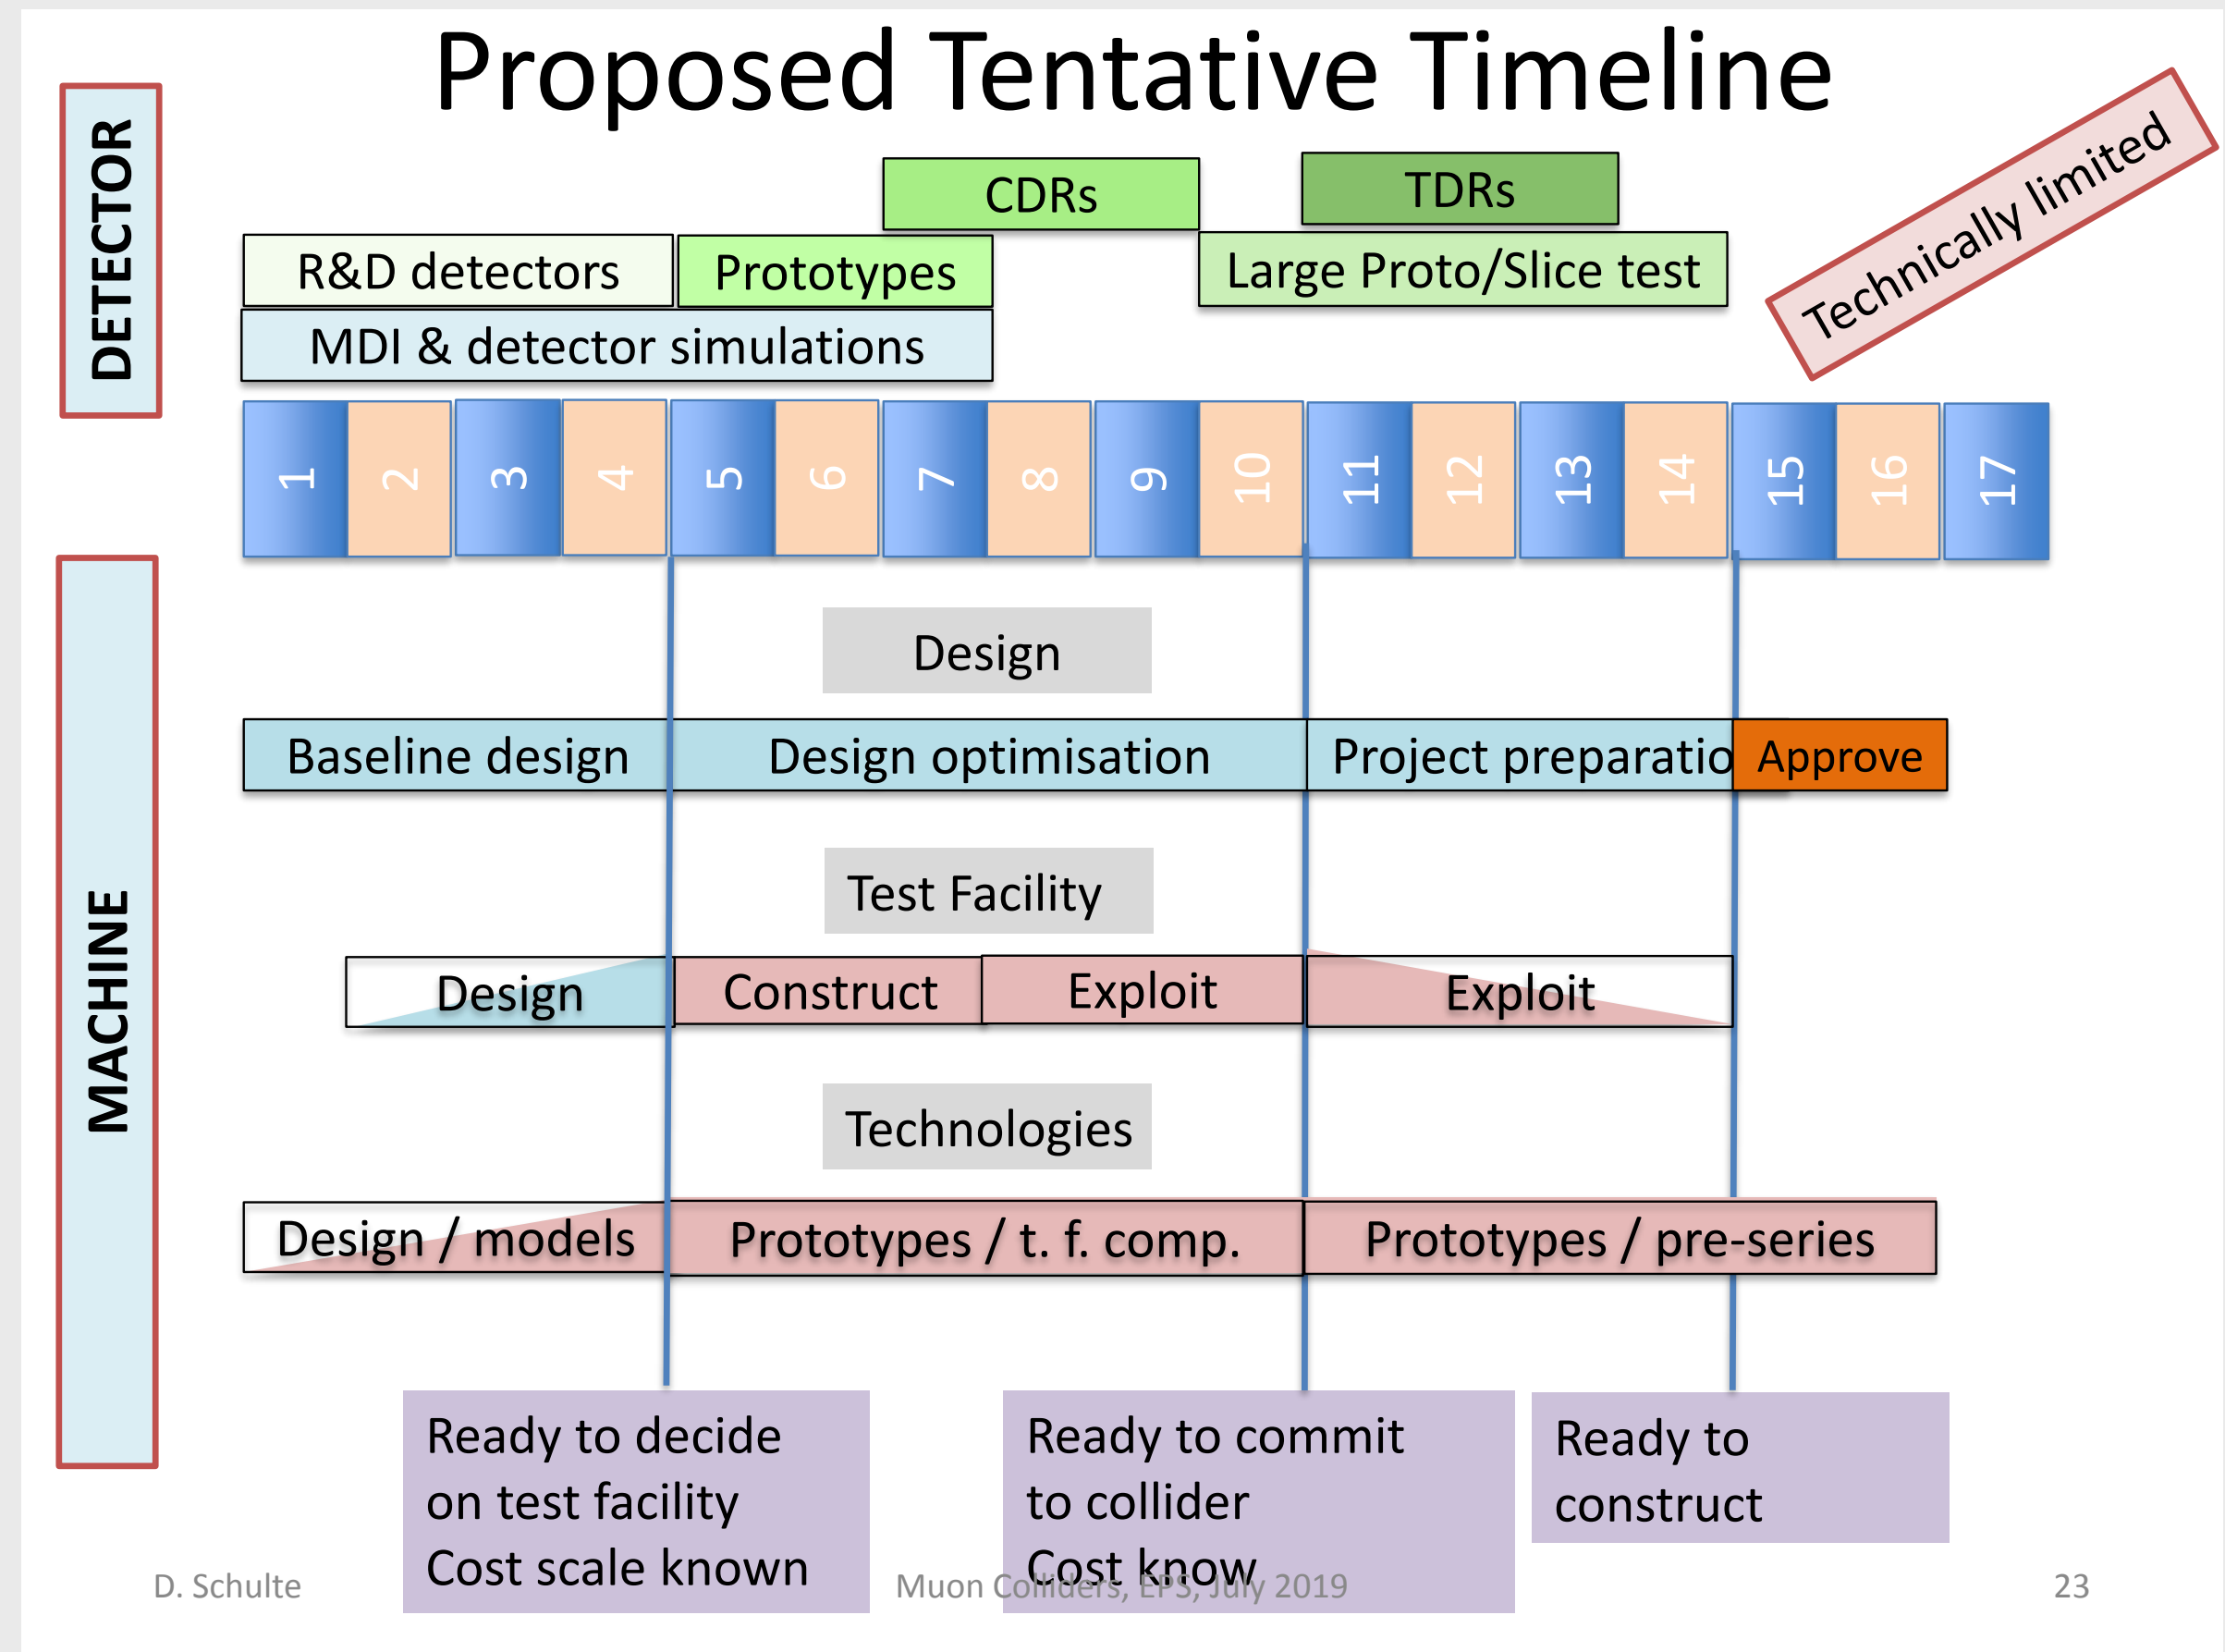 Proposed Tentative Timeline
DETECTOR
Technically limited
CDRs
TDRs
R&D detectors
Prototypes
Large Proto/Slice test
MDI & detector simulations
1 2 3 4 5 6 7 8 9 10 11 12 13 14 15 16 17
MACHINE
Design
Baseline design
Design optimisation
Project preparatio
Approve
Test Facility
Design
Construct
Exploit
Exploit
Technologies
Design / models
Prototypes / t. f. comp.
Prototypes / pre-series
Ready to decide
on test facility
Cost scale known
Ready to commit
to collider
Cost know
Ready to
construct
D. Schulte
Muon Colliders, EPS, July 2019
23